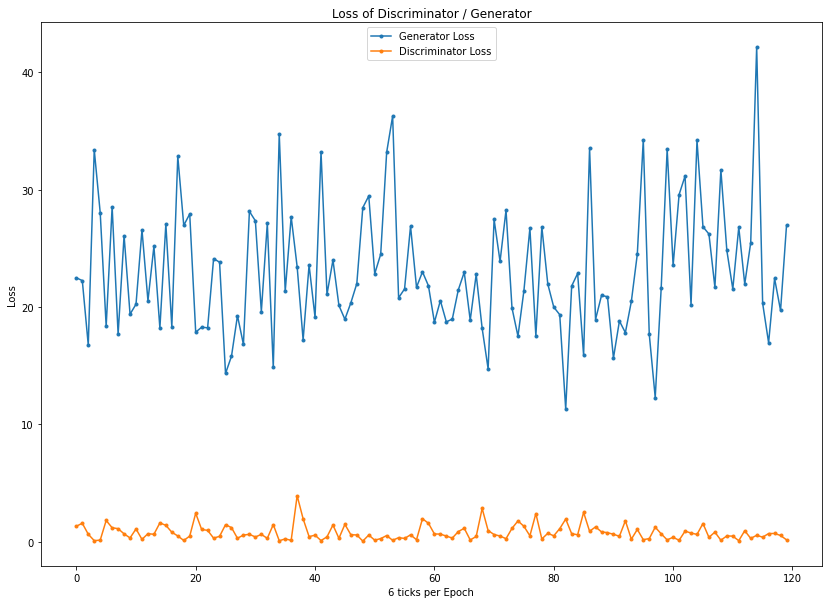 Loss of Discriminator / Generator
Generator Loss
Discriminator Loss
Loss
40
30
20
10
0
0 20 40 60 80 100 120
6 ticks per Epoch